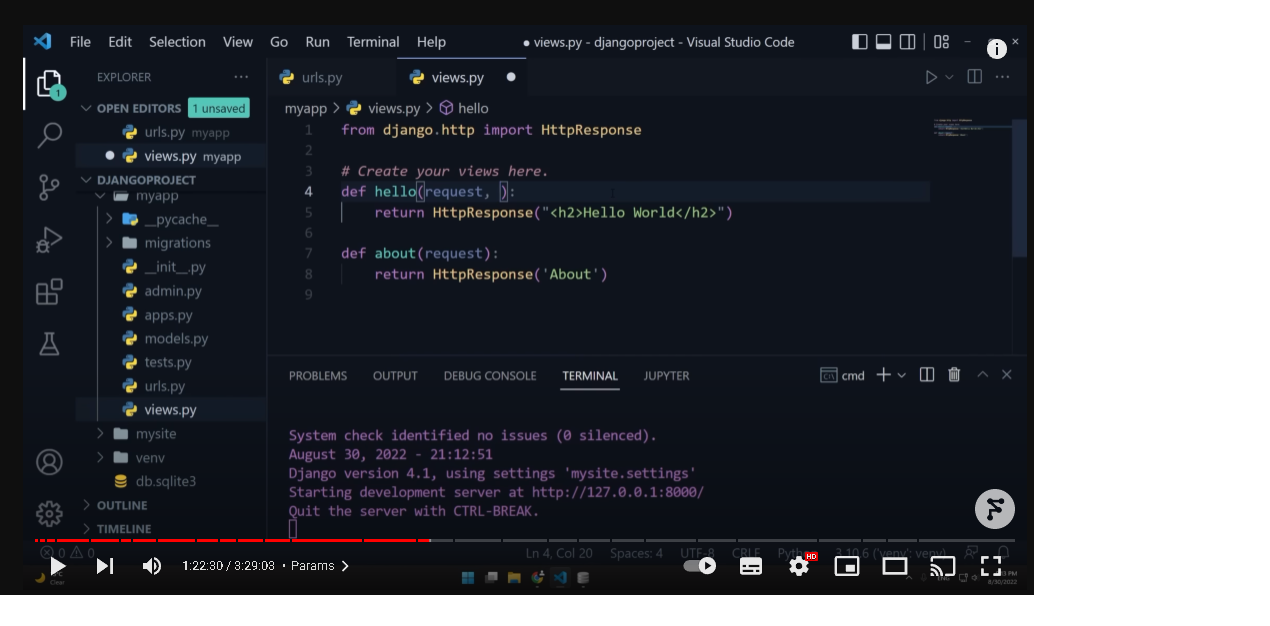 File Edit Selection View Go Run Terminal Help ● views.py - djangoproject - Visual Studio Code
EXPLORER ··· urls.py views.py ●
1
OPEN EDITORS 1 unsaved
urls.py myapp
● views.py myapp
DJANGOPROJECT
myapp
__pycache__
migrations
__init__.py
admin.py
apps.py
models.py
tests.py
urls.py
views.py
mysite
venv
db.sqlite3
OUTLINE
TIMELINE
myapp > views.py > hello
1 from django.http import HttpResponse
2
3 # Create your views here.
4 def hello(request, ):
5 return HttpResponse("<h2>Hello World</h2>")
6
7 def about(request):
8 return HttpResponse('About')
9
PROBLEMS OUTPUT DEBUG CONSOLE TERMINAL JUPYTER cmd
System check identified no issues (0 silenced).
August 30, 2022 - 21:12:51
Django version 4.1, using settings 'mysite.settings'
Starting development server at http://127.0.0.1:8000/
Quit the server with CTRL-BREAK.
0 0 Ln 4, Col 20 Spaces: 4 UTF-8 CRLF Python 3.10.6 ('venv': venv)
1:22:30 / 3:29:03 • Params HD
Clear 8/30/2022